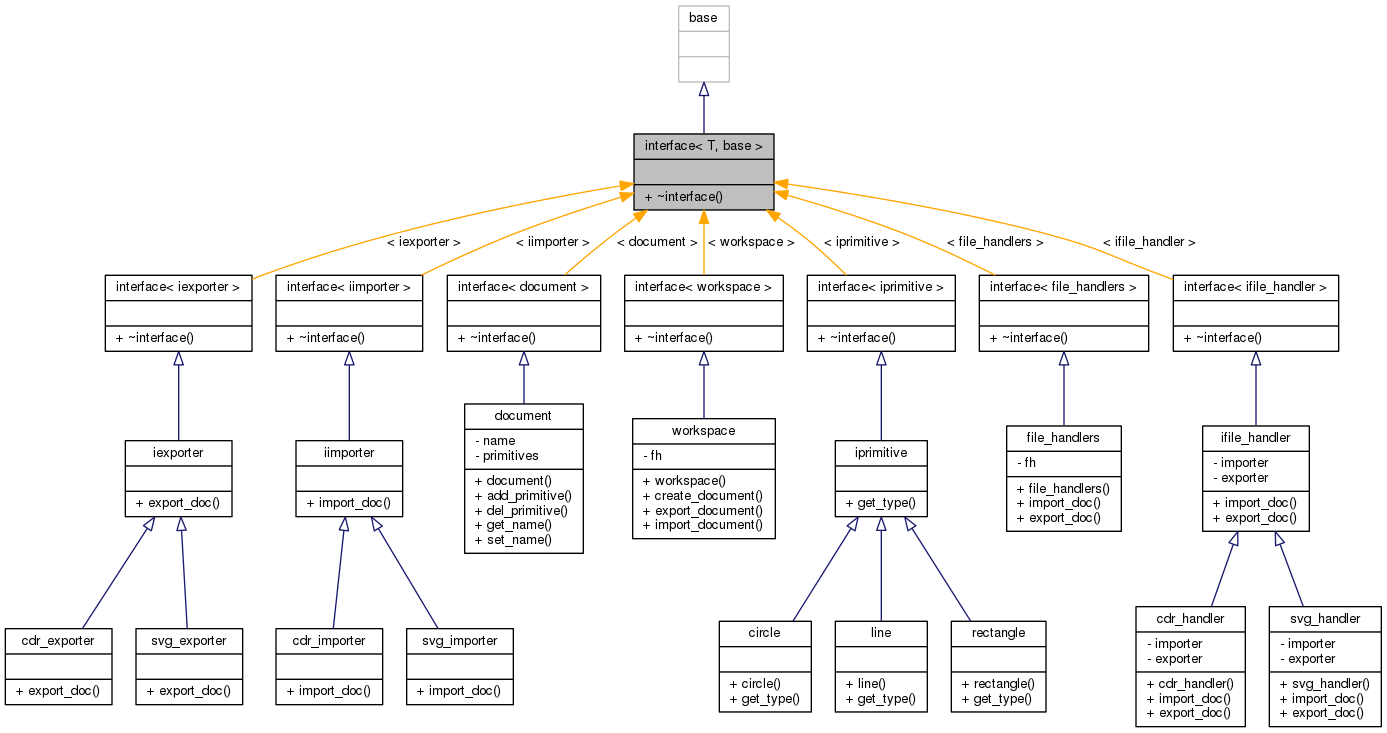 base
interface< T, base >
+ ~interface()
< iexporter >
< iimporter >
< document >
< workspace >
< iprimitive >
< file_handlers >
< ifile_handler >
interface< iexporter >
+ ~interface()
interface< iimporter >
+ ~interface()
interface< document >
+ ~interface()
interface< workspace >
+ ~interface()
interface< iprimitive >
+ ~interface()
interface< file_handlers >
+ ~interface()
interface< ifile_handler >
+ ~interface()
iexporter
+ export_doc()
iimporter
+ import_doc()
document
- name
- primitives
+ document()
+ add_primitive()
+ del_primitive()
+ get_name()
+ set_name()
workspace
- fh
+ workspace()
+ create_document()
+ export_document()
+ import_document()
iprimitive
+ get_type()
file_handlers
- fh
+ file_handlers()
+ import_doc()
+ export_doc()
ifile_handler
- importer
- exporter
+ import_doc()
+ export_doc()
cdr_exporter
+ export_doc()
svg_exporter
+ export_doc()
cdr_importer
+ import_doc()
svg_importer
+ import_doc()
circle
+ circle()
+ get_type()
line
+ line()
+ get_type()
rectangle
+ rectangle()
+ get_type()
cdr_handler
- importer
- exporter
+ cdr_handler()
+ import_doc()
+ export_doc()
svg_handler
- importer
- exporter
+ svg_handler()
+ import_doc()
+ export_doc()